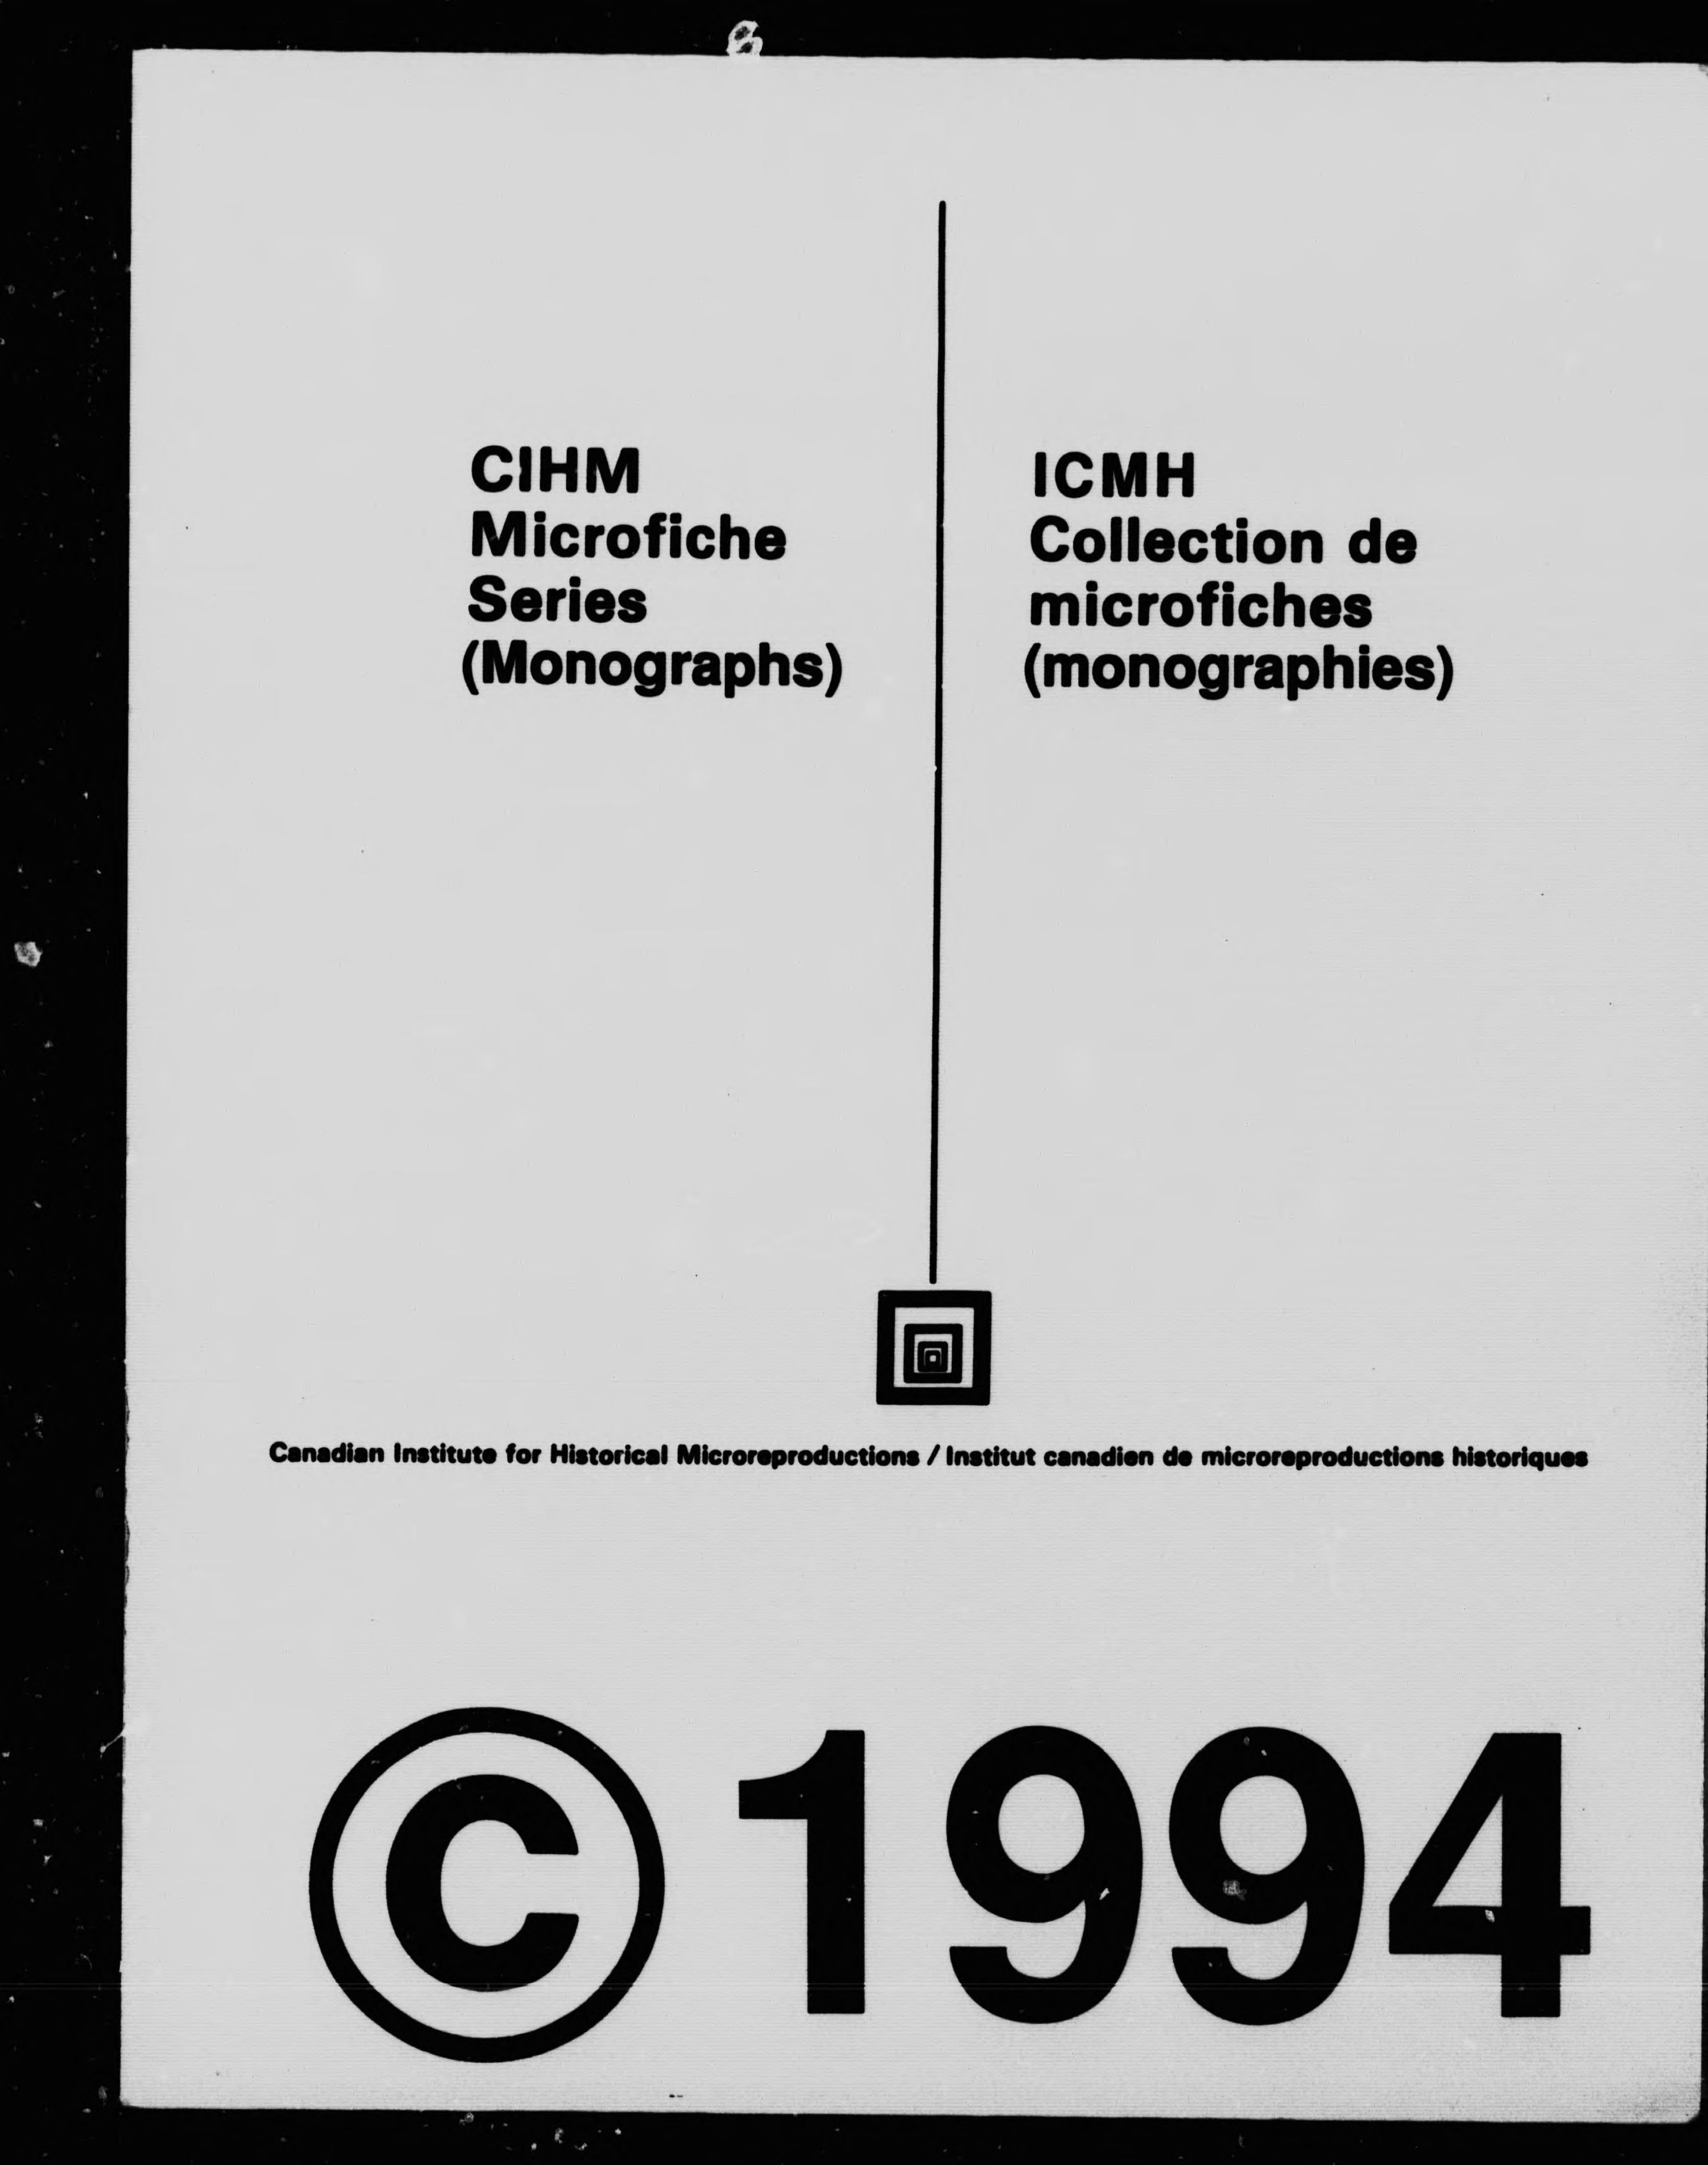 CIHM
Microfiche
Series
(Monographs)
ICMH
Collection de
microfiches
(monographies)
Canadian Institute for Historical Microreproductions / Institut canadien de microreproductions historiques
© 1994